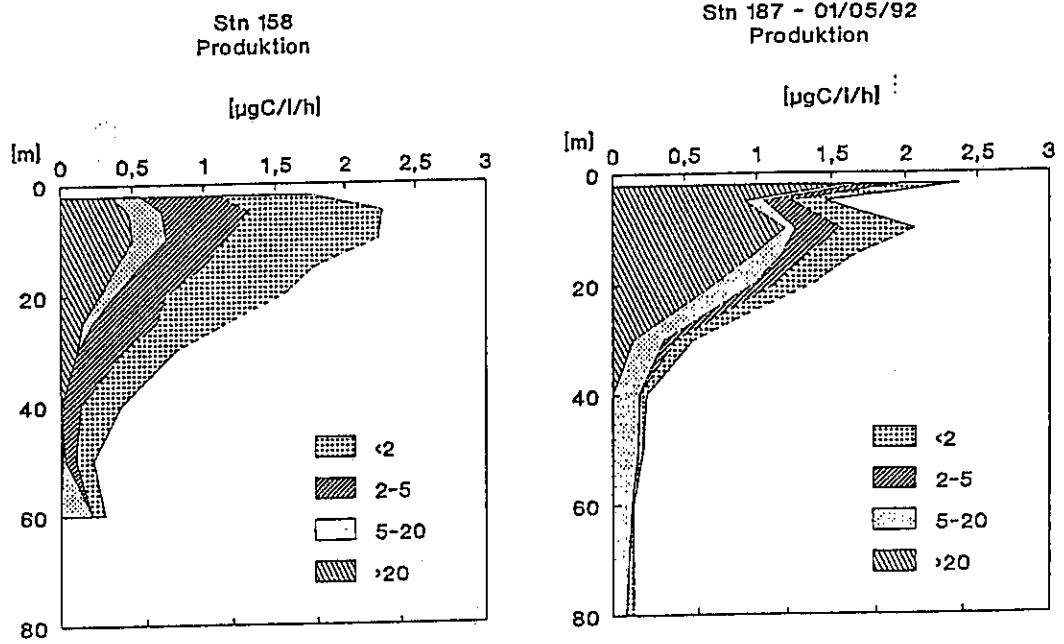 Stn 158
Produktion
[µgC/l/h]
[m]
0 0,5 1 1,5 2 2,5 3
0
20
40
60
80
<2
2-5
5-20
>20
Stn 187 - 01/05/92
Produktion
[µgC/l/h]
[m]
0 0,5 1 1,5 2 2,5 3
0
20
40
60
80
<2
2-5
5-20
>20